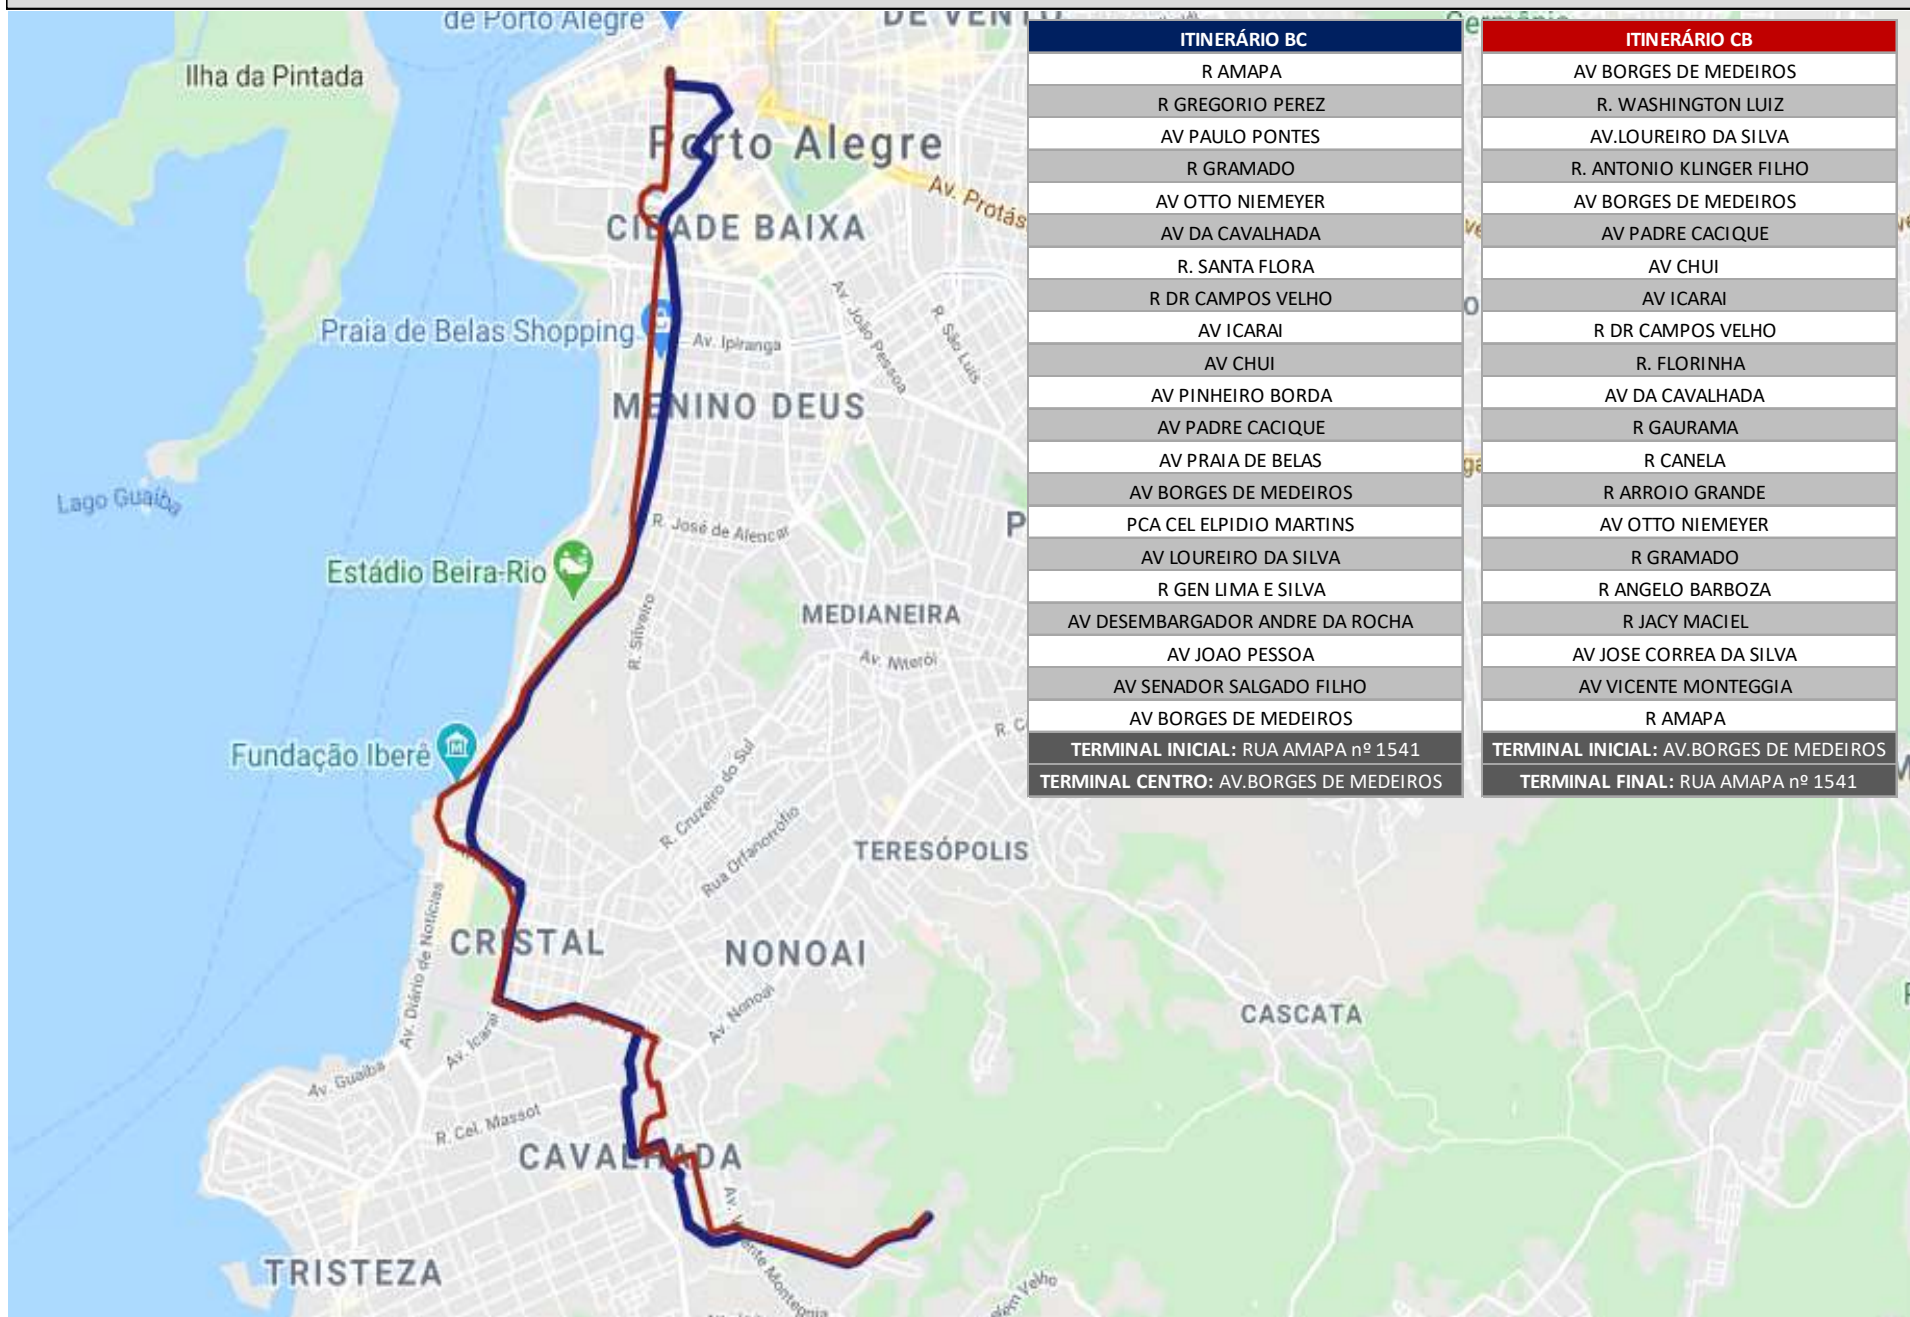 de Porto Alegre
DE VENTO
Ilha da Pintada
Porto Alegre
Av. Protás
CIDADE BAIXA
Av. João Pessoa
R. São Luís
Praia de Belas Shopping
Av. Ipiranga
MENINO DEUS
Lago Guaíba
R. José de Alencar
Estádio Beira-Rio
R. Silveiro
MEDIANEIRA
Av. Niterói
Fundação Iberê
R. Cruzeiro do Sul
Rua Orfanotrófio
TERESÓPOLIS
Av. Diário de Notícias
CRISTAL
NONOAI
Av. Nonoai
CASCATA
Av. Icaraí
Av. Guaíba
R. Cel. Massot
CAVALHADA
Av. Vicente Monteggia
TRISTEZA
Velho
ITINERÁRIO BC
R AMAPA
R GREGORIO PEREZ
AV PAULO PONTES
R GRAMADO
AV OTTO NIEMEYER
AV DA CAVALHADA
R. SANTA FLORA
R DR CAMPOS VELHO
AV ICARAI
AV CHUI
AV PINHEIRO BORDA
AV PADRE CACIQUE
AV PRAIA DE BELAS
AV BORGES DE MEDEIROS
PCA CEL ELPIDIO MARTINS
AV LOUREIRO DA SILVA
R GEN LIMA E SILVA
AV DESEMBARGADOR ANDRE DA ROCHA
AV JOAO PESSOA
AV SENADOR SALGADO FILHO
AV BORGES DE MEDEIROS
TERMINAL INICIAL: RUA AMAPA nº 1541
TERMINAL CENTRO: AV.BORGES DE MEDEIROS
ITINERÁRIO CB
AV BORGES DE MEDEIROS
R. WASHINGTON LUIZ
AV.LOUREIRO DA SILVA
R. ANTONIO KLINGER FILHO
AV BORGES DE MEDEIROS
AV PADRE CACIQUE
AV CHUI
AV ICARAI
R DR CAMPOS VELHO
R. FLORINHA
AV DA CAVALHADA
R GAURAMA
R CANELA
R ARROIO GRANDE
AV OTTO NIEMEYER
R GRAMADO
R ANGELO BARBOZA
R JACY MACIEL
AV JOSE CORREA DA SILVA
AV VICENTE MONTEGGIA
R AMAPA
TERMINAL INICIAL: AV.BORGES DE MEDEIROS
TERMINAL FINAL: RUA AMAPA nº 1541